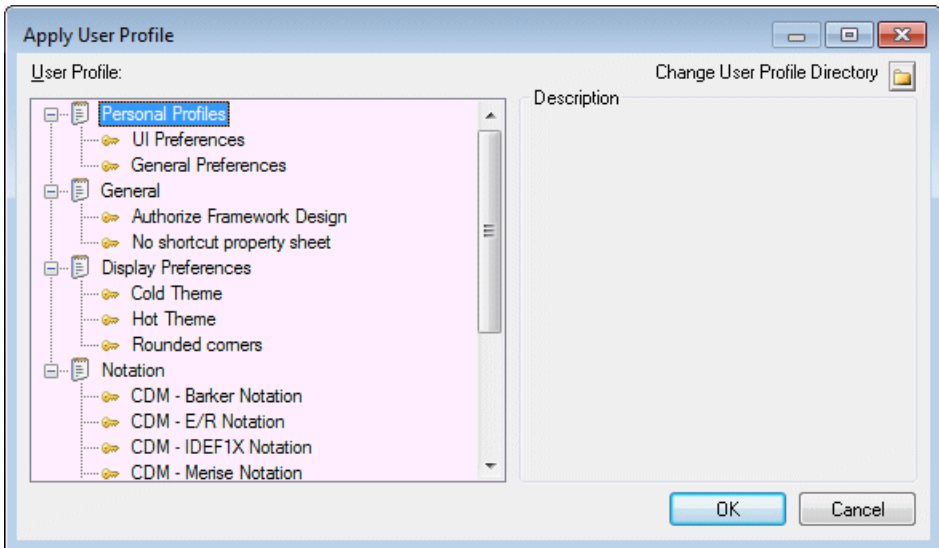 Apply User Profile
User Profile:
Change User Profile Directory
Description
Personal Profiles
UI Preferences
General Preferences
General
Authorize Framework Design
No shortcut property sheet
Display Preferences
Cold Theme
Hot Theme
Rounded corners
Notation
CDM - Barker Notation
CDM - E/R Notation
CDM - IDEF1X Notation
CDM - Merise Notation
OK
Cancel